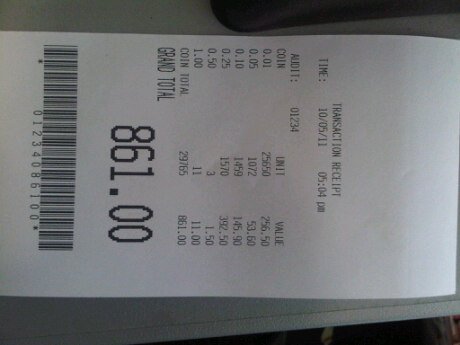 TRANSACTION RECEIPT
TIME: 10/05/11 05:04 pm
AUDIT: 01234
COIN UNIT VALUE
0.01 25650 256.50
0.05 1072 53.60
0.10 1459 145.90
0.25 1570 392.50
0.50 3 1.50
1.00 11 11.00
COIN TOTAL 29765 861.00
GRAND TOTAL
861.00
*01234086100*